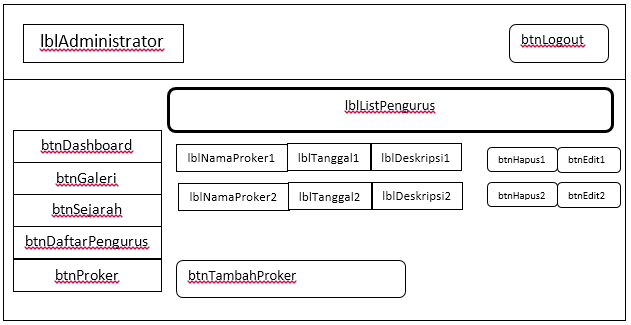 lblAdministrator
btnLogout
lblListPengurus
btnDashboard
btnGaleri
btnSejarah
btnDaftarPengurus
btnProker
lblNamaProker1 lblTanggal1 lblDeskripsi1 btnHapus1 btnEdit1
lblNamaProker2 lblTanggal2 lblDeskripsi2 btnHapus2 btnEdit2
btnTambahProker